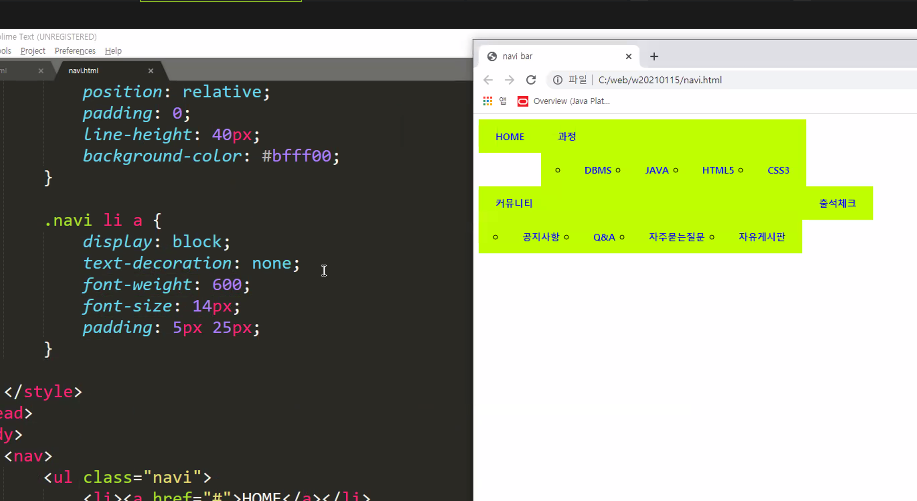 lime Text (UNREGISTERED)
ols Project Preferences Help
ml × navi.html ×
position: relative;
padding: 0;
line-height: 40px;
background-color: #bfff00;
}
.navi li a {
display: block;
text-decoration: none;
font-weight: 600;
font-size: 14px;
padding: 5px 25px;
}
</style>
ead>
dy>
<nav>
<ul class="navi">
<li><a href="#">HOME</a></li>
navi bar × +
파일 C:/web/w20210115/navi.html
앱 Overview (Java Plat...
HOME 과정
DBMS JAVA HTML5 CSS3
커뮤니티 출석체크
공지사항 Q&A 자주묻는질문 자유게시판